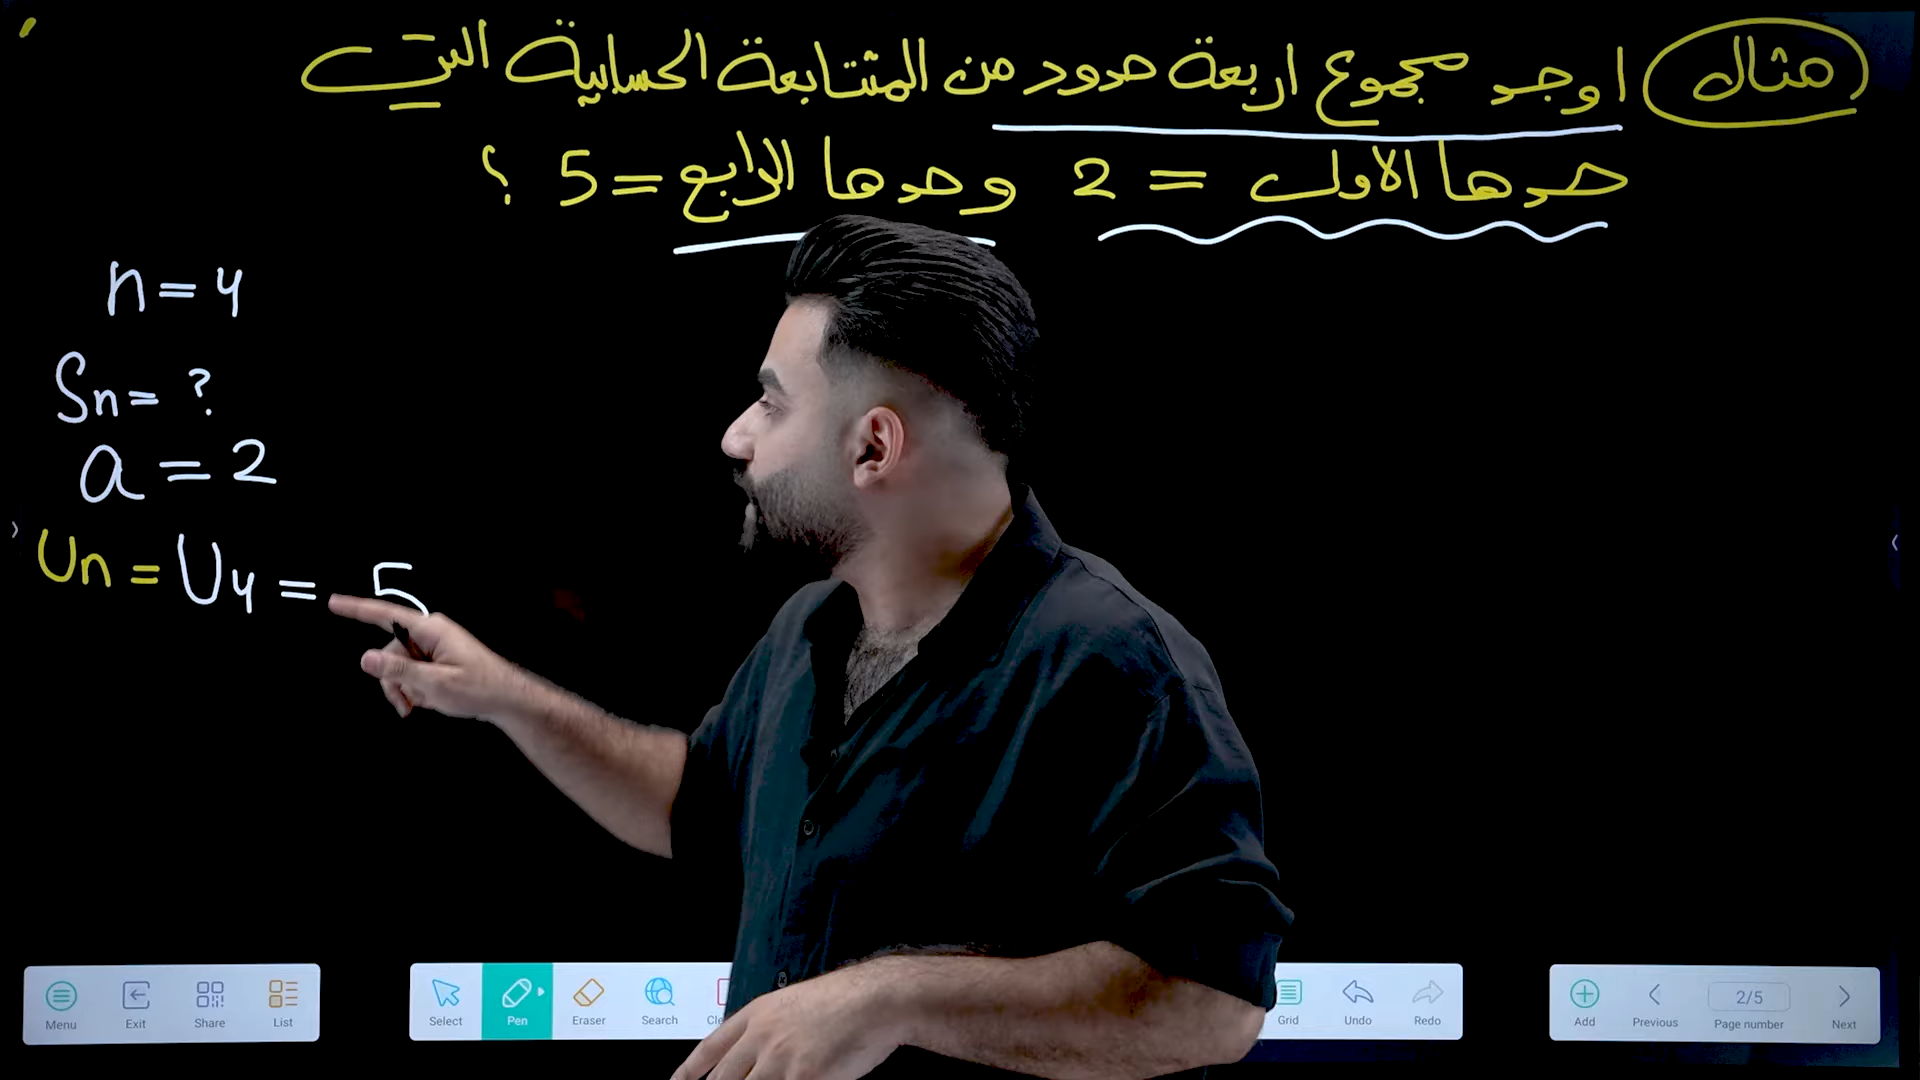 مثال اوجد مجموع اربعة حدود من المتتابعة الحسابية التي
حدها الاول = 2 وحدها الرابع = 5 ؟
n = 4
Sn = ?
a = 2
Un = U4 = 5
Menu Exit Share List Select Pen Eraser Search Grid Undo Redo Add Previous 2/5 Page number Next